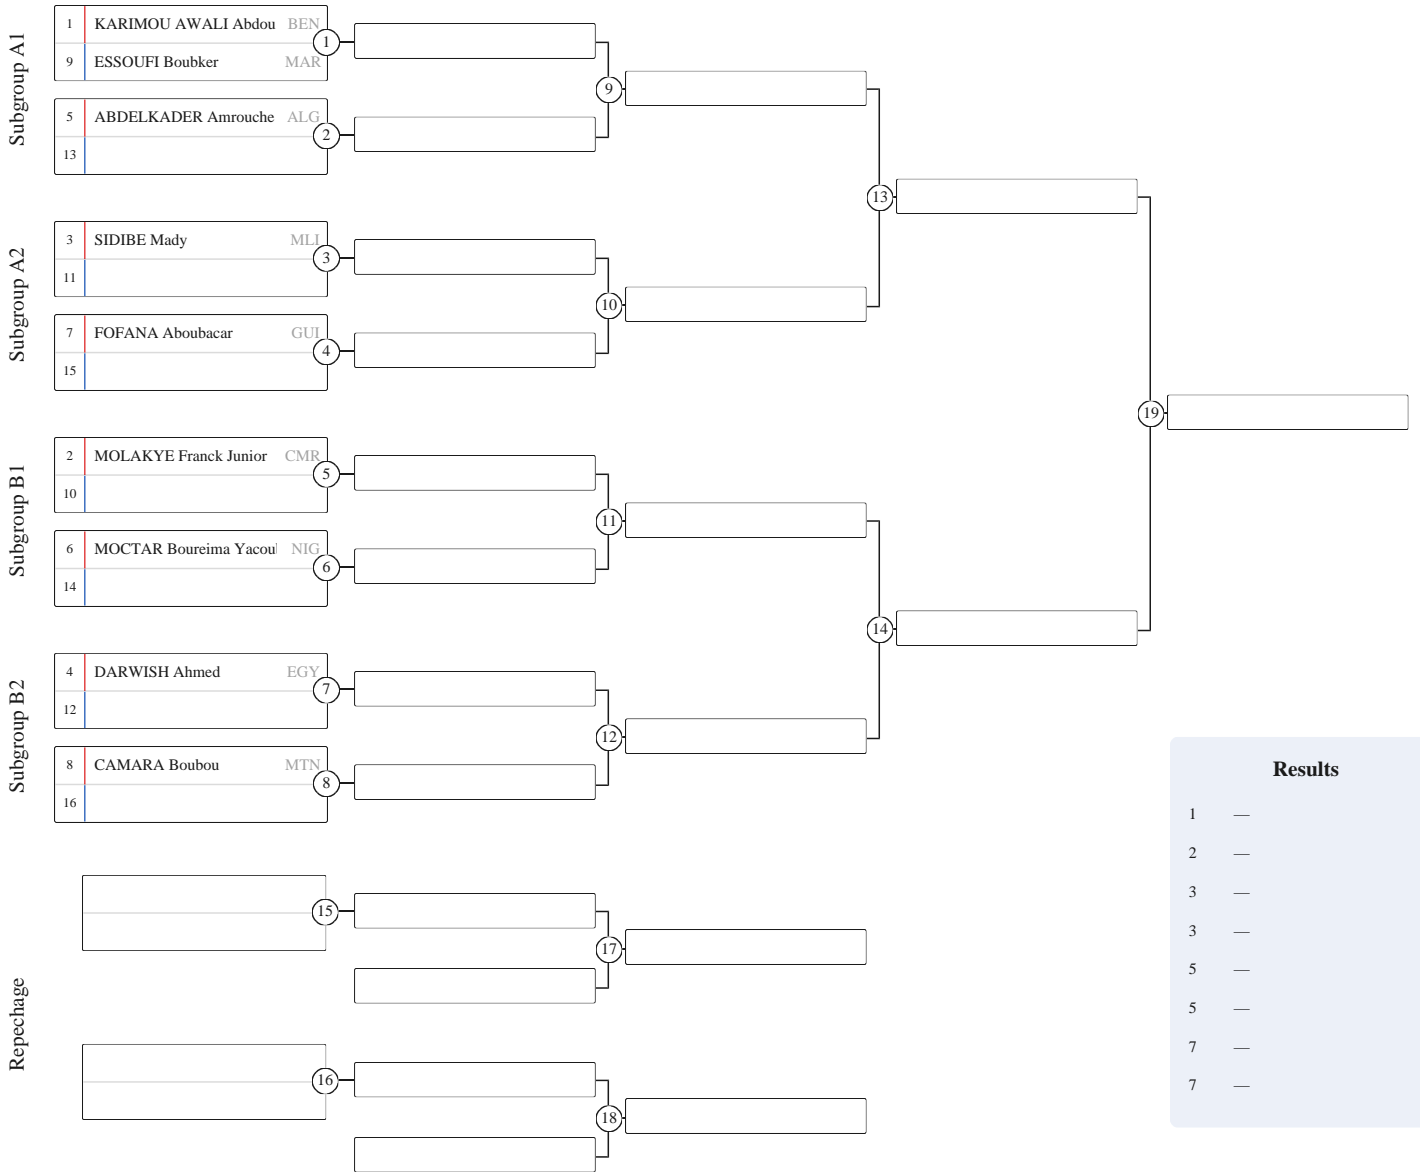 Subgroup A1
1 KARIMOU AWALI Abdou BEN
9 ESSOUFI Boubker MAR
1
5 ABDELKADER Amrouche ALG
13
2
9
Subgroup A2
3 SIDIBE Mady MLI
11
3
7 FOFANA Aboubacar GUI
15
4
10
13
Subgroup B1
2 MOLAKYE Franck Junior CMR
10
5
6 MOCTAR Boureima Yacou NIG
14
6
11
Subgroup B2
4 DARWISH Ahmed EGY
12
7
8 CAMARA Boubou MTN
16
8
12
14
19
Repechage
15
17
16
18
Results
1 —
2 —
3 —
3 —
5 —
5 —
7 —
7 —